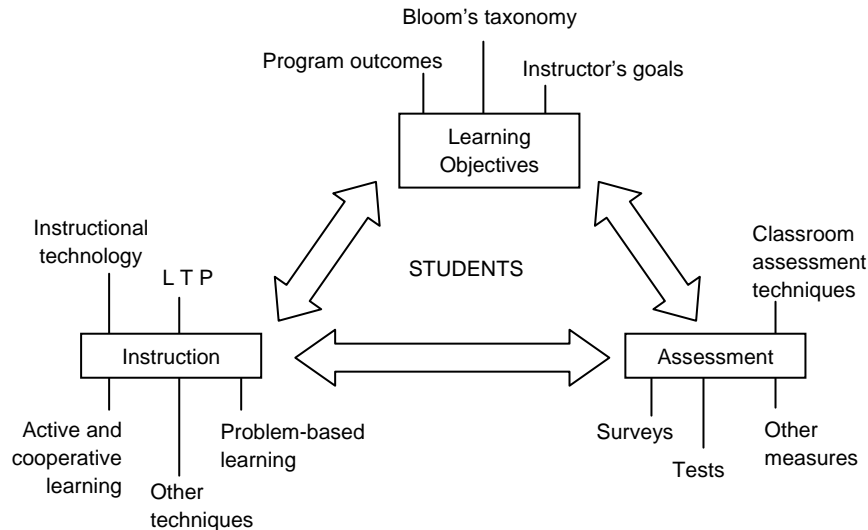 Bloom’s taxonomy
Program outcomes
Instructor’s goals
Learning
Objectives
Instructional
technology
L T P
STUDENTS
Classroom
assessment
techniques
Instruction
Assessment
Active and
cooperative
learning
Other
techniques
Problem-based
learning
Surveys
Tests
Other
measures